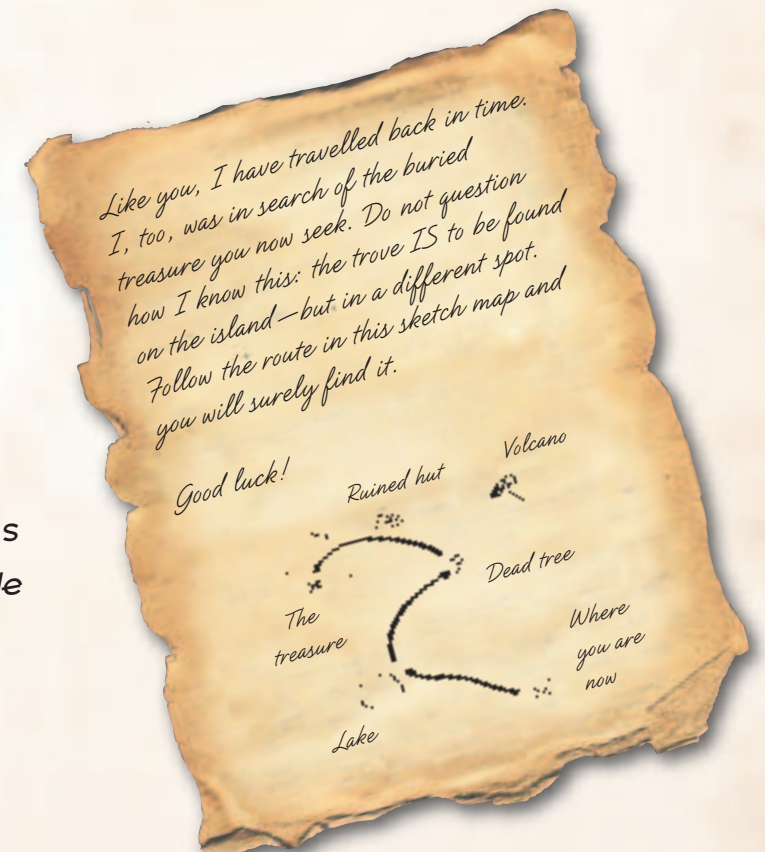 Like you, I have travelled back in time.
I, too, was in search of the buried
treasure you now seek. Do not question
how I know this: the trove IS to be found
on the island—but in a different spot.
Follow the route in this sketch map and
you will surely find it.
Good luck!
Volcano
Ruined hut
Dead tree
The
treasure
Where
you are
now
Lake
s